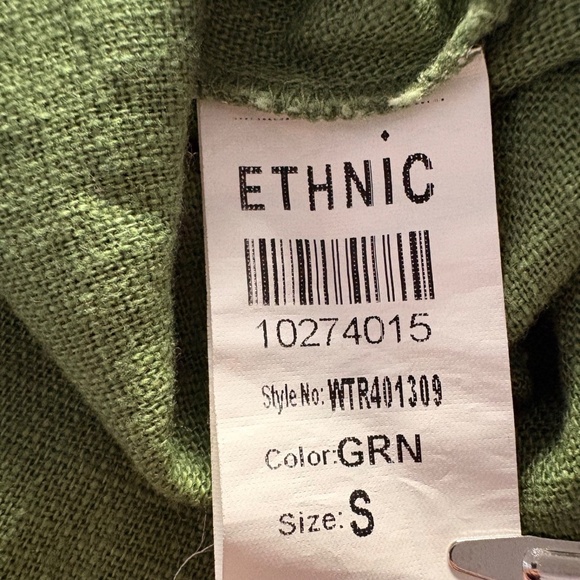 ETHNiC
10274015
Style No: WTR401309
Color:GRN
Size: S